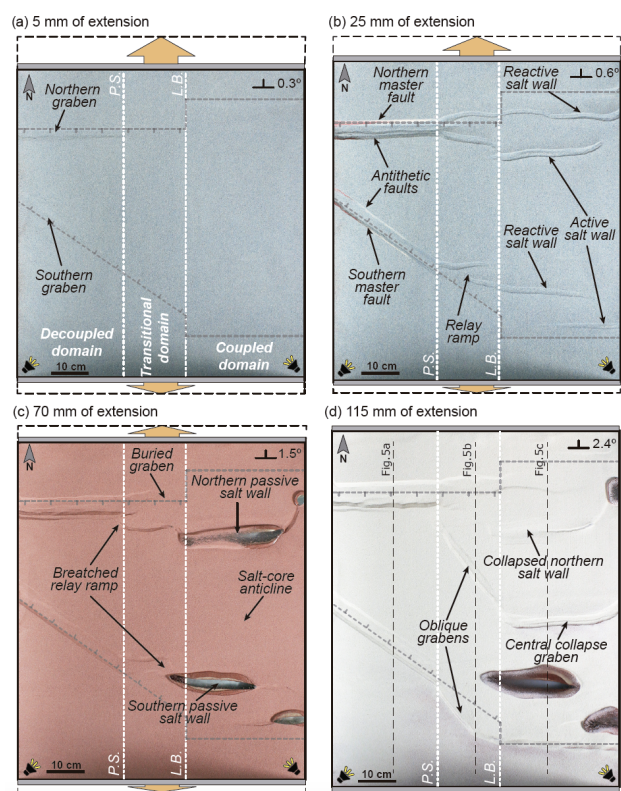 (a) 5 mm of extension
N
Northern
graben
P.S.
L.B.
0.3º
Southern
graben
Decoupled
domain
Transitional
domain
Coupled
domain
10 cm
(b) 25 mm of extension
N
Northern
master
fault
Reactive
salt wall
0.6º
Antithetic
faults
Southern
master
fault
Reactive
salt wall
Active
salt wall
Relay
ramp
P.S.
L.B.
10 cm
(c) 70 mm of extension
N
Buried
graben
1.5º
Northern passive
salt wall
Breatched
relay ramp
Salt-core
anticline
Southern passive
salt wall
P.S.
L.B.
10 cm
(d) 115 mm of extension
N
Fig.5a
Fig.5b
Fig.5c
2.4º
Collapsed northern
salt wall
Oblique
grabens
Central collapse
graben
P.S.
L.B.
10 cm